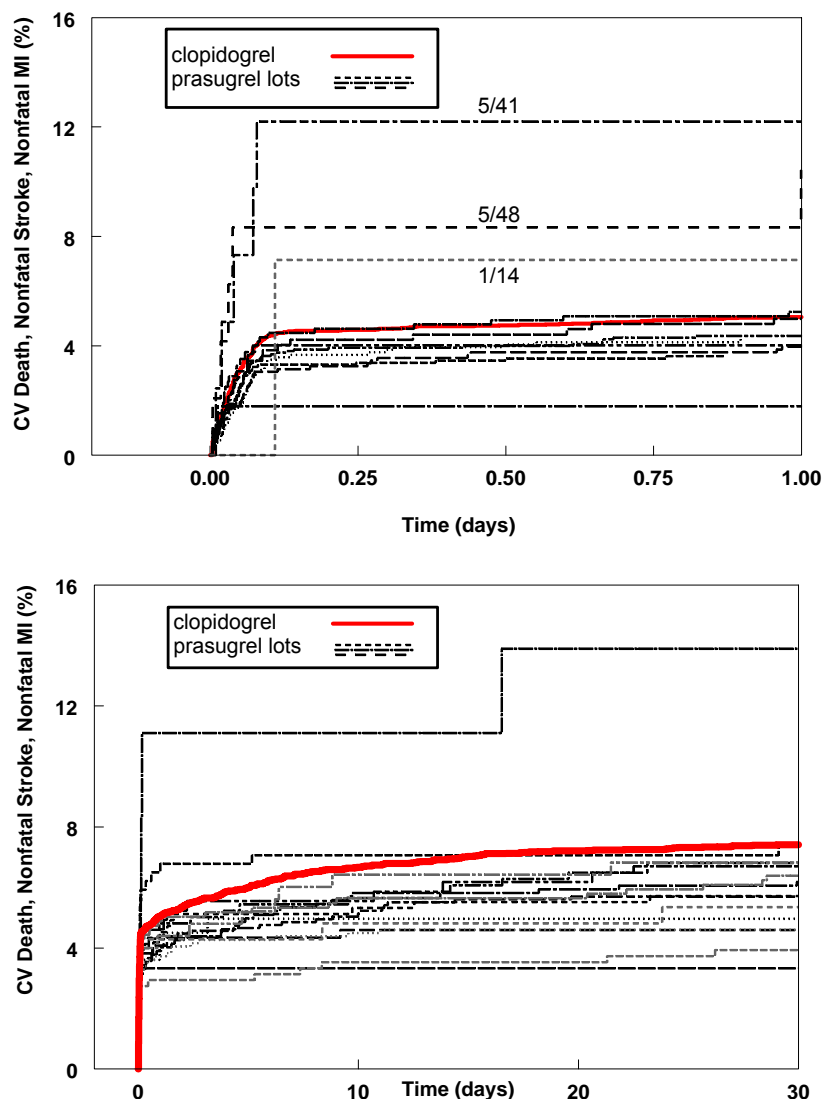 CV Death, Nonfatal Stroke, Nonfatal MI (%)
16
12
8
4
0
clopidogrel
prasugrel lots
5/41
5/48
1/14
0.00 0.25 0.50 0.75 1.00
Time (days)
CV Death, Nonfatal Stroke, Nonfatal MI (%)
16
12
8
4
0
clopidogrel
prasugrel lots
0 10 20 30
Time (days)